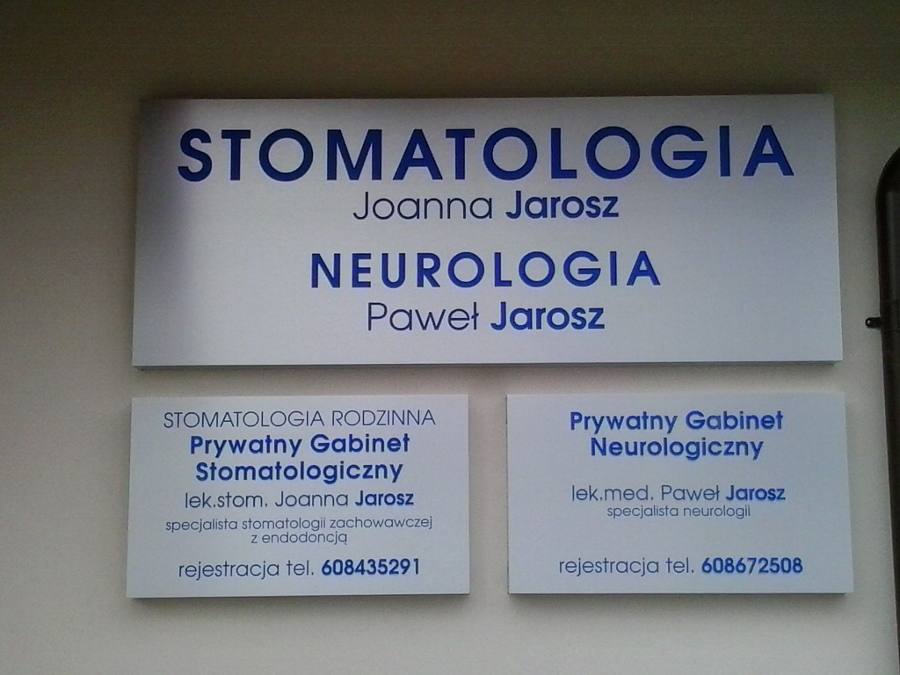 STOMATOLOGIA
Joanna Jarosz
NEUROLOGIA
Paweł Jarosz
STOMATOLOGIA RODZINNA
Prywatny Gabinet
Stomatologiczny
lek.stom. Joanna Jarosz
specjalista stomatologii zachowawczej
z endodoncją
rejestracja tel. 608435291
Prywatny Gabinet
Neurologiczny
lek.med. Paweł Jarosz
specjalista neurologii
rejestracja tel. 608672508